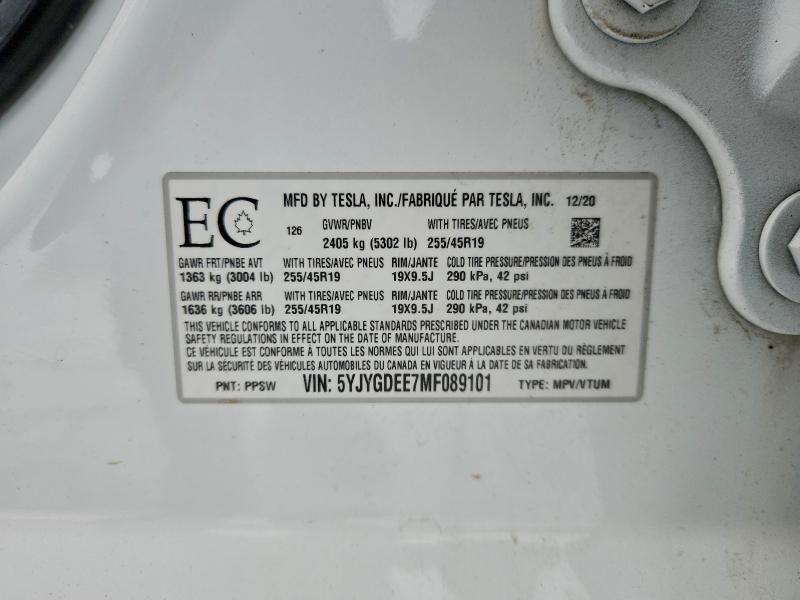 EC
MFD BY TESLA, INC./FABRIQUÉ PAR TESLA, INC. 12/20
126 GVWR/PNBV WITH TIRES/AVEC PNEUS
2405 kg (5302 lb) 255/45R19
GAWR FRT/PNBE AVT WITH TIRES/AVEC PNEUS RIM/JANTE COLD TIRE PRESSURE/PRESSION DES PNEUS À FROID
1363 kg (3004 lb) 255/45R19 19X9.5J 290 kPa, 42 psi
GAWR RR/PNBE ARR WITH TIRES/AVEC PNEUS RIM/JANTE COLD TIRE PRESSURE/PRESSION DES PNEUS À FROID
1636 kg (3606 lb) 255/45R19 19X9.5J 290 kPa, 42 psi
THIS VEHICLE CONFORMS TO ALL APPLICABLE STANDARDS PRESCRIBED UNDER THE CANADIAN MOTOR VEHICLE
SAFETY REGULATIONS IN EFFECT ON THE DATE OF MANUFACTURE.
CE VÉHICULE EST CONFORME À TOUTES LES NORMES QUI LUI SONT APPLICABLES EN VERTU DU RÈGLEMENT
SUR LA SÉCURITÉ DES VÉHICULES AUTOMOBILES DU CANADA EN VIGUEUR À LA DATE DE SA FABRICATION.
PNT: PPSW VIN: 5YJYGDEE7MF089101 TYPE: MPV/VTUM